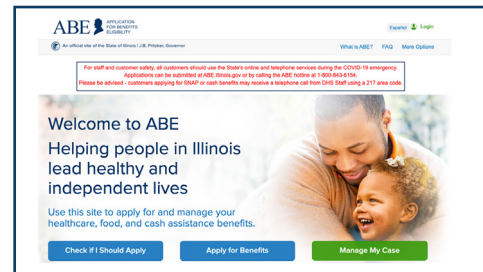 ABE
APPLICATION
FOR BENEFITS
ELIGIBILITY
Español
Login
An official site of the State of Illinois | J.B. Pritzker, Governor
What is ABE? FAQ More Options
For staff and customer safety, all customers should use the State's online and telephone services during the COVID-19 emergency.
Applications can be submitted at ABE.Illinois.gov or by calling the ABE hotline at 1-800-843-6154.
Please be advised - customers applying for SNAP or cash benefits may receive a telephone call from DHS Staff using a 217 area code.
Welcome to ABE
Helping people in Illinois
lead healthy and
independent lives
Use this site to apply for and manage your
healthcare, food, and cash assistance benefits.
Check if I Should Apply
Apply for Benefits
Manage My Case